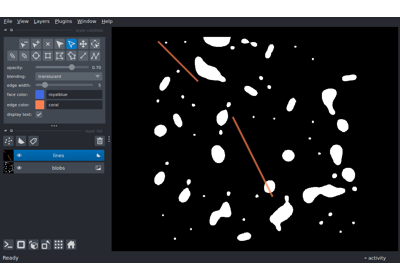 File View Layers Plugins Window Help
opacity: 0.70
blending: translucent
edge width: 5
face color: royalblue
edge color: coral
display text: ✓
lines
blobs
Ready
activity